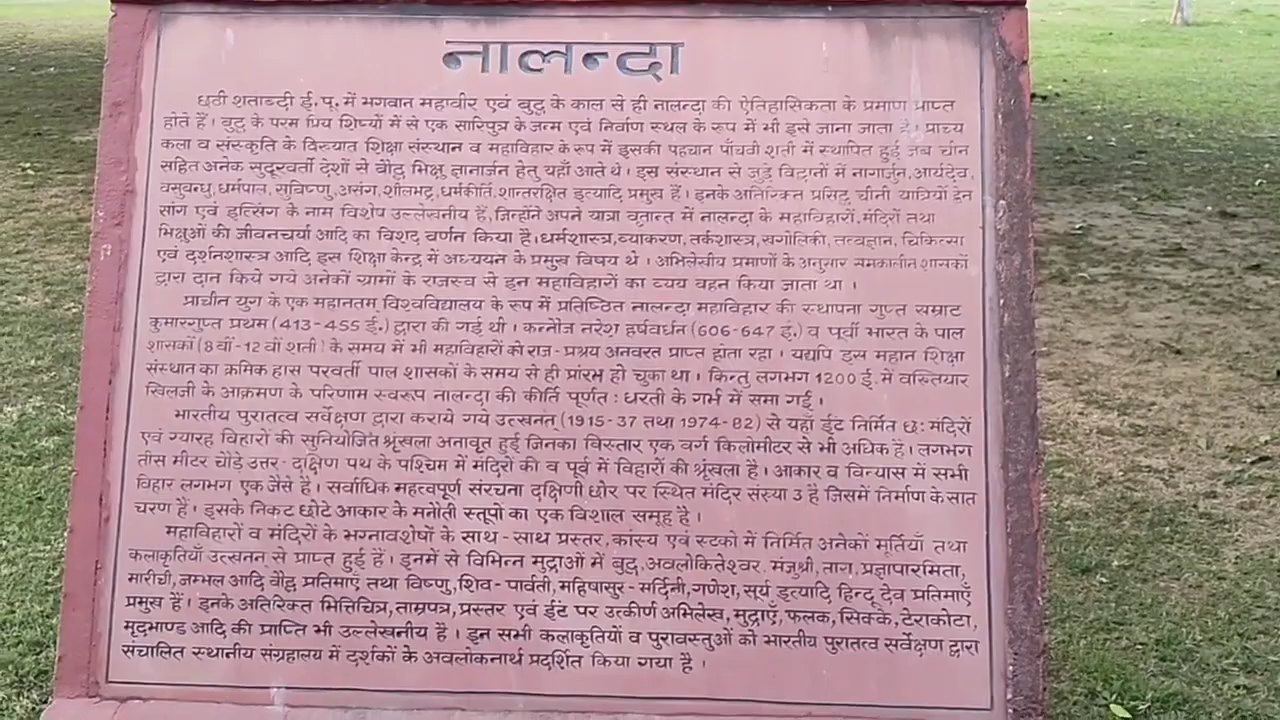 नालन्दा
छठी शताब्दी ई. पू. में भगवान महावीर एवं बुद्ध के काल से ही नालन्दा की ऐतिहासिकता के प्रमाण प्राप्त
होते हैं। बुद्ध के परम प्रिय शिष्यों में से एक सारिपुत्र के जन्म एवं निर्वाण स्थल के रूप में भी इसे जाना जाता है। प्राच्य
कला व संस्कृति के विख्यात शिक्षा संस्थान व महाविहार के रूप में इसकी पहचान पाँचवी शती में स्थापित हुई जब चीन
सहित अनेक सुदूरवर्ती देशों से बौद्ध भिक्षु ज्ञानार्जन हेतु यहाँ आते थे। इस संस्थान से जुड़े विद्वानों में नागार्जुन, आर्यदेव,
वसुबन्धु, धर्मपाल, सुविष्णु, असंग, शीलभद्र, धर्मकीर्ति, शान्तरक्षित इत्यादि प्रमुख हैं। इनके अतिरिक्त प्रसिद्ध चीनी यात्रियों ह्वेन
सांग एवं इत्सिंग के नाम विशेष उल्लेखनीय हैं, जिन्होंने अपने यात्रा वृतान्त में नालन्दा के महाविहारों, मंदिरों तथा
भिक्षुओं की जीवनचर्या आदि का विशद वर्णन किया है। धर्मशास्त्र, व्याकरण, तर्कशास्त्र, खगोलिकी, तत्वज्ञान, चिकित्सा
एवं दर्शनशास्त्र आदि इस शिक्षा केन्द्र में अध्ययन के प्रमुख विषय थे। अभिलेखीय प्रमाणों के अनुसार समकालीन शासकों
द्वारा दान किये गये अनेकों ग्रामों के राजस्व से इन महाविहारों का व्यय वहन किया जाता था।
प्राचीन युग के एक महानतम विश्वविद्यालय के रूप में प्रतिष्ठित नालन्दा महाविहार की स्थापना गुप्त सम्राट
कुमारगुप्त प्रथम (413-455 ई.) द्वारा की गई थी। कन्नौज नरेश हर्षवर्धन (606-647 ई.) व पूर्वी भारत के पाल
शासकों (8वीं-12वीं शती) के समय में भी महाविहारों को राज-प्रश्रय अनवरत प्राप्त होता रहा। यद्यपि इस महान शिक्षा
संस्थान का क्रमिक ह्रास परवर्ती पाल शासकों के समय से ही प्रारंभ हो चुका था। किन्तु लगभग 1200 ई. में वख्तियार
खिलजी के आक्रमण के परिणाम स्वरूप नालन्दा की कीर्ति पूर्णत: धरती के गर्भ में समा गई।
भारतीय पुरातत्व सर्वेक्षण द्वारा कराये गये उत्खनन (1915-37 तथा 1974-82) से यहाँ ईंट निर्मित छ: मंदिरों
एवं ग्यारह विहारों की सुनियोजित श्रृंखला अनावृत हुई जिनका विस्तार एक वर्ग किलोमीटर से भी अधिक है। लगभग
तीस मीटर चौड़े उत्तर-दक्षिण पथ के पश्चिम में मंदिरों की व पूर्व में विहारों की श्रृंखला है। आकार व विन्यास में सभी
विहार लगभग एक जैसे हैं। सर्वाधिक महत्वपूर्ण संरचना दक्षिणी छोर पर स्थित मंदिर संख्या 3 है जिसमें निर्माण के सात
चरण हैं। इसके निकट छोटे आकार के मनौती स्तूपों का एक विशाल समूह है।
महाविहारों व मंदिरों के भग्नावशेषों के साथ-साथ प्रस्तर, कांस्य एवं स्टको में निर्मित अनेकों मूर्तियाँ तथा
कलाकृतियाँ उत्खनन से प्राप्त हुई हैं। इनमें से विभिन्त मुद्राओं में बुद्ध, अवलोकितेश्वर, मंजुश्री, तारा, प्रज्ञापारमिता,
मारीची, जम्भल आदि बौद्ध प्रतिमाएँ तथा विष्णु, शिव-पार्वती, महिषासुर-मर्दिनी, गणेश, सूर्य इत्यादि हिन्दू देव प्रतिमाएँ
प्रमुख हैं। इनके अतिरिक्त भित्तिचित्र, ताम्रपत्र, प्रस्तर एवं ईंट पर उत्कीर्ण अभिलेख, मुद्राएँ, फलक, सिक्के, टेराकोटा,
मृदभाण्ड आदि की प्राप्ति भी उल्लेखनीय है। इन सभी कलाकृतियों व पुरावस्तुओं को भारतीय पुरातत्व सर्वेक्षण द्वारा
संचालित स्थानीय संग्रहालय में दर्शकों के अवलोकनार्थ प्रदर्शित किया गया है।